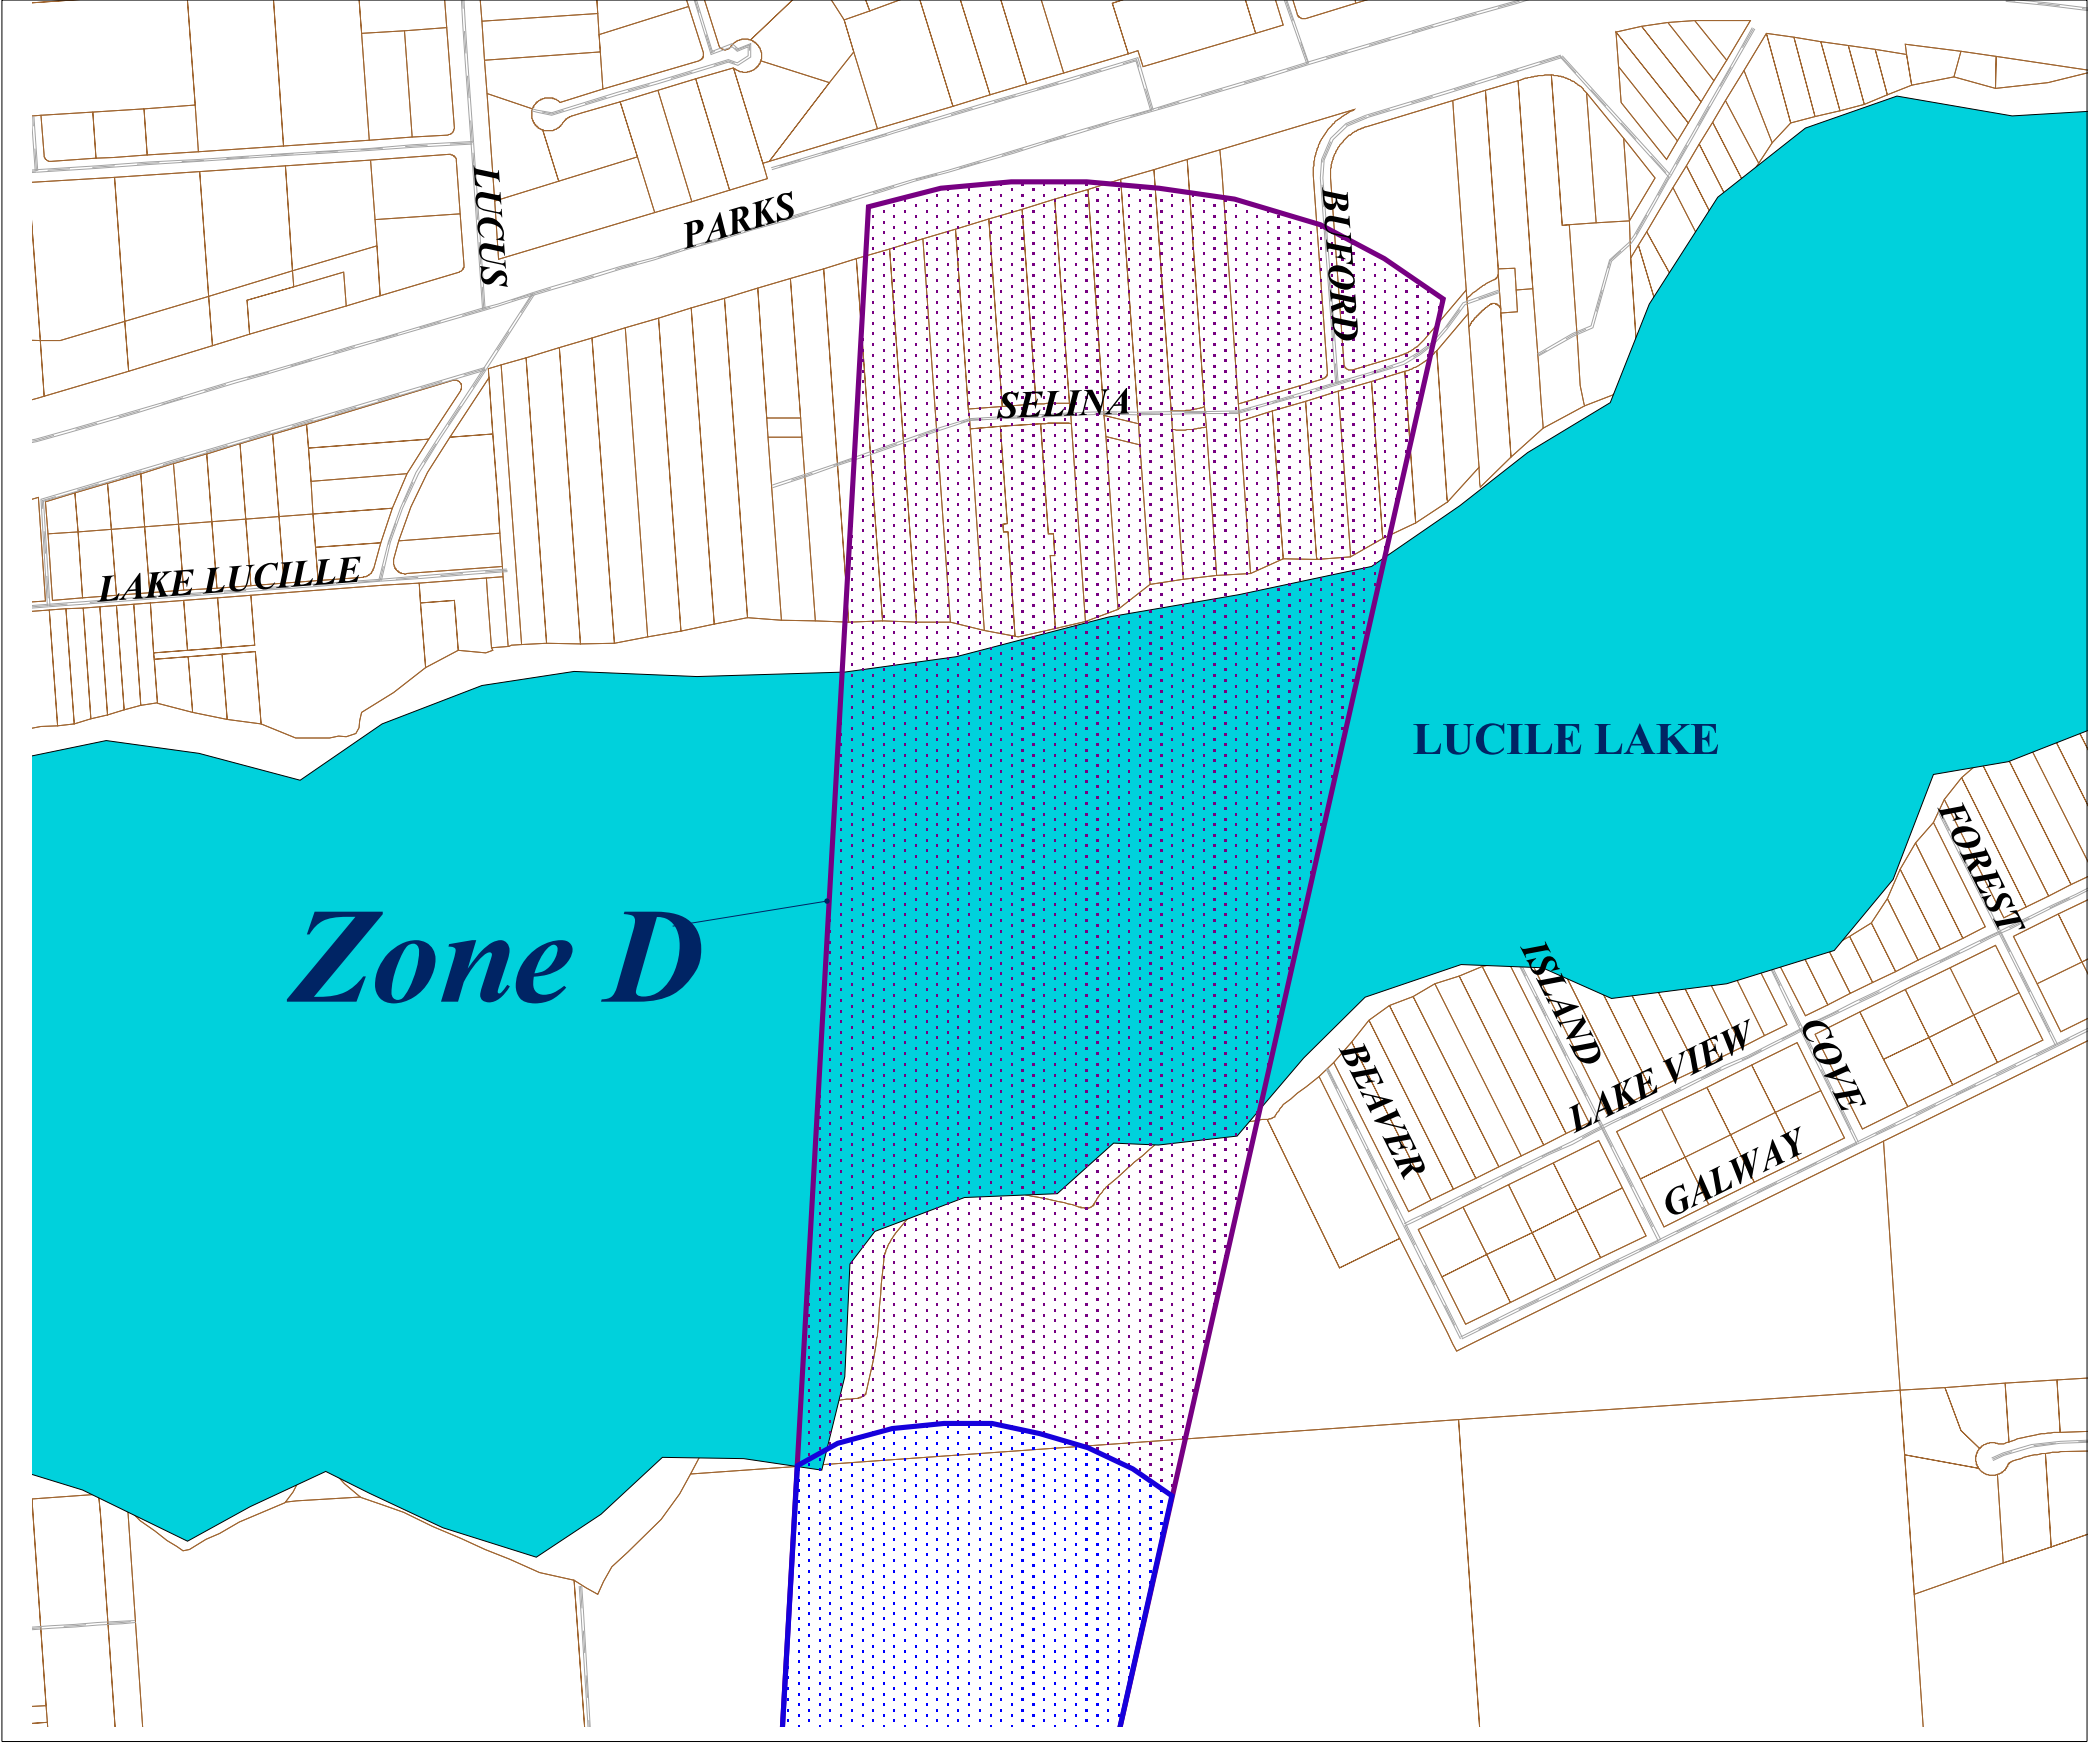 LUCUS
PARKS
BUFORD
SELINA
LAKE LUCILLE
LUCILE LAKE
Zone D
FOREST
ISLAND
LAKE VIEW
COVE
BEAVER
GALWAY